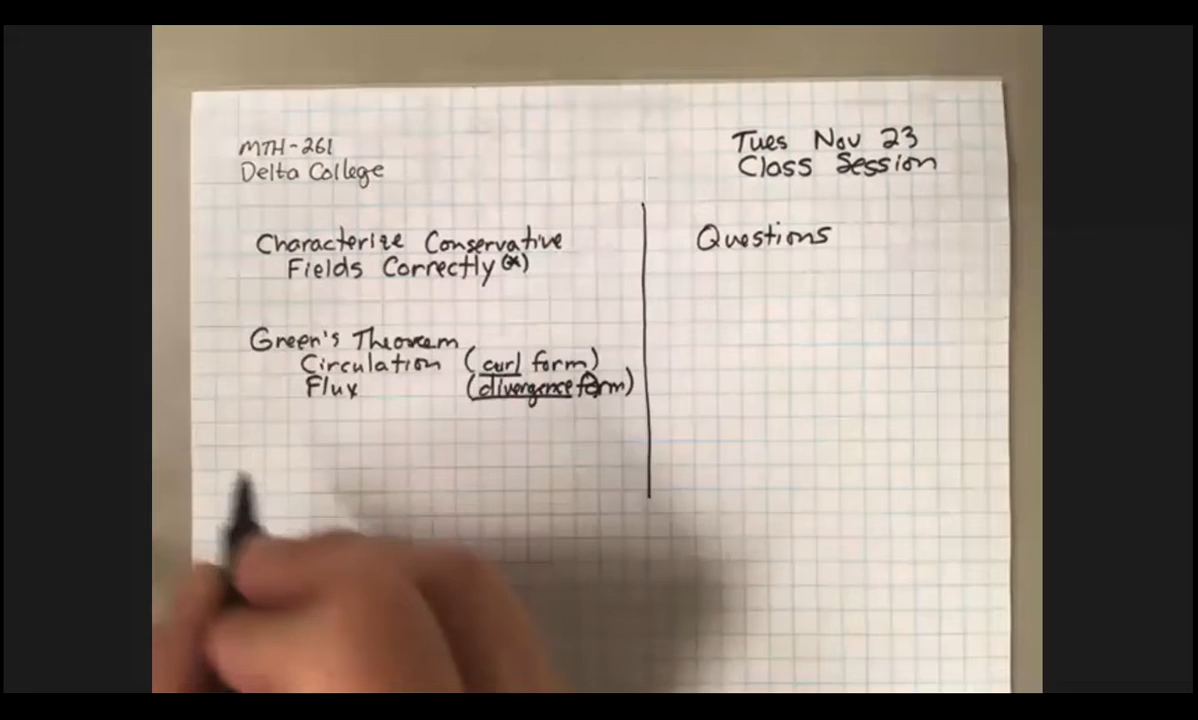 MTH-261
Delta College
Tues Nov 23
Class Session
Characterize Conservative
Fields Correctly (*)
Green's Theorem
Circulation (curl form)
Flux (divergence form)
Questions